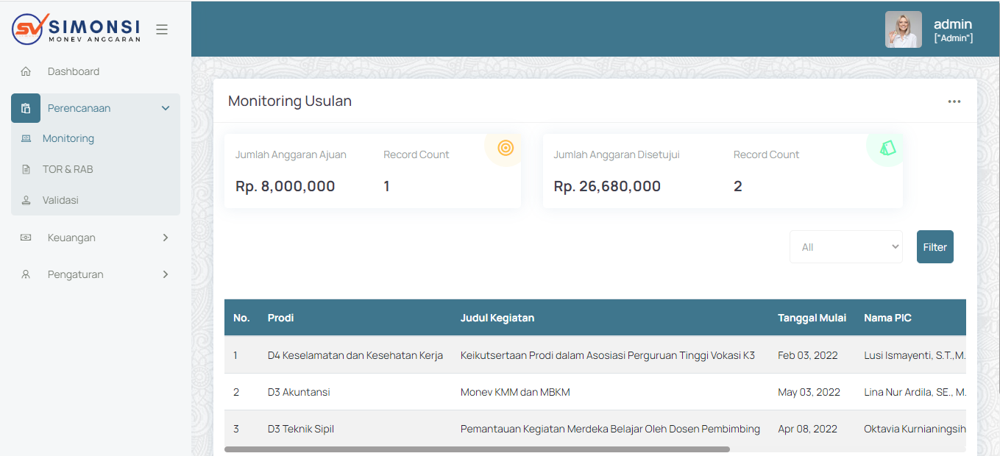 SV SIMONSI
MONEV ANGGARAN
admin
["Admin"]
Dashboard
Perencanaan
Monitoring
TOR & RAB
Validasi
Keuangan
Pengaturan
Monitoring Usulan
Jumlah Anggaran Ajuan Record Count
Rp. 8,000,000 1
Jumlah Anggaran Disetujui Record Count
Rp. 26,680,000 2
All
Filter
No. Prodi Judul Kegiatan Tanggal Mulai Nama PIC
1 D4 Keselamatan dan Kesehatan Kerja Keikutsertaan Prodi dalam Asosiasi Perguruan Tinggi Vokasi K3 Feb 03, 2022 Lusi Ismayenti, S.T.,M.
2 D3 Akuntansi Monev KMM dan MBKM May 03, 2022 Lina Nur Ardila, SE., M.
3 D3 Teknik Sipil Pemantauan Kegiatan Merdeka Belajar Oleh Dosen Pembimbing Apr 08, 2022 Oktavia Kurnianingsih